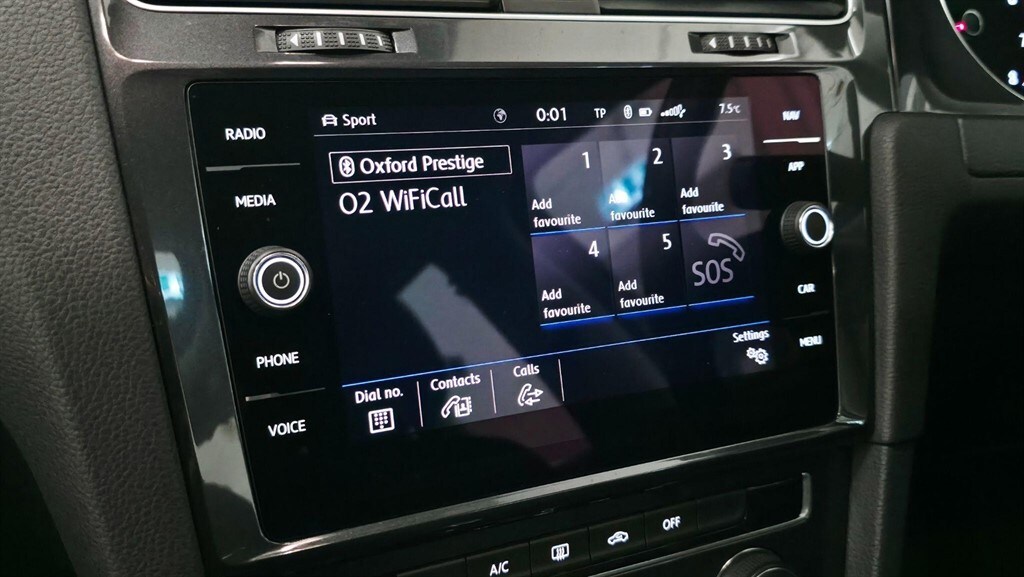 RADIO
MEDIA
PHONE
VOICE
Sport
0:01
TP
7.5°C
Oxford Prestige
O2 WiFiCall
1
Add
favourite
2
Add
favourite
3
Add
favourite
4
Add
favourite
5
Add
favourite
SOS
Settings
Dial no.
Contacts
Calls
NAV
APP
CAR
MENU
A/C
OFF